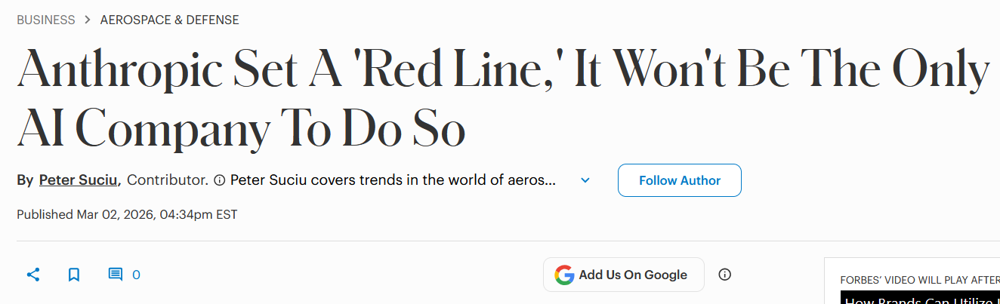 BUSINESS > AEROSPACE & DEFENSE
Anthropic Set A 'Red Line,' It Won't Be The Only
AI Company To Do So
By Peter Suciu, Contributor. Peter Suciu covers trends in the world of aeros...
Follow Author
Published Mar 02, 2026, 04:34pm EST
0
Add Us On Google
FORBES' VIDEO WILL PLAY AFTER
How Brands Can Utilize